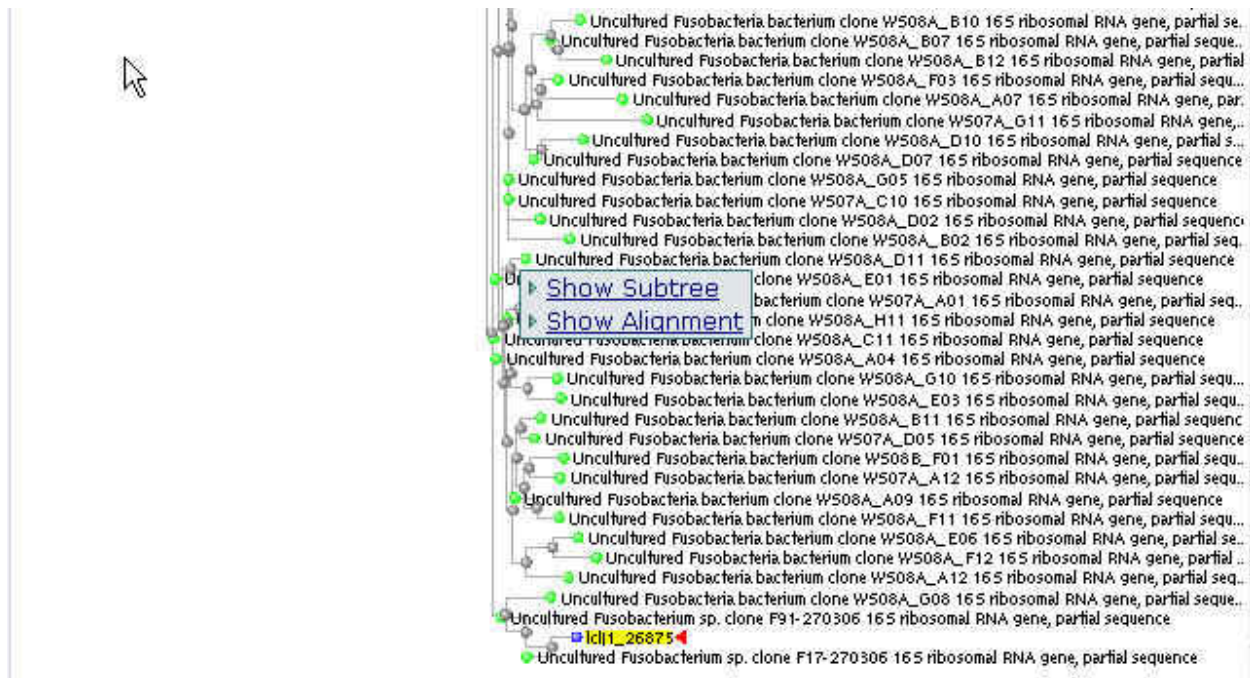 Uncultured Fusobacteria bacterium clone W508A_B10 16S ribosomal RNA gene, partial se.
Uncultured Fusobacteria bacterium clone W508A_B07 16S ribosomal RNA gene, partial seque..
Uncultured Fusobacteria bacterium clone W508A_B12 16S ribosomal RNA gene, partial
Uncultured Fusobacteria bacterium clone W508A_F03 16S ribosomal RNA gene, partial sequ...
Uncultured Fusobacteria bacterium clone W508A_A07 16S ribosomal RNA gene, par.
Uncultured Fusobacteria bacterium clone W507A_G11 16S ribosomal RNA gene,..
Uncultured Fusobacteria bacterium clone W508A_D10 16S ribosomal RNA gene, partial s...
Uncultured Fusobacteria bacterium clone W508A_D07 16S ribosomal RNA gene, partial sequence
Uncultured Fusobacteria bacterium clone W508A_G05 16S ribosomal RNA gene, partial sequence
Uncultured Fusobacteria bacterium clone W507A_C10 16S ribosomal RNA gene, partial sequence
Uncultured Fusobacteria bacterium clone W508A_D02 16S ribosomal RNA gene, partial sequenc
Uncultured Fusobacteria bacterium clone W508A_B02 16S ribosomal RNA gene, partial seq.
Uncultured Fusobacteria bacterium clone W508A_D11 16S ribosomal RNA gene, partial sequence
clone W508A_E01 16S ribosomal RNA gene, partial sequence
Show Subtree
bacterium clone W507A_A01 16S ribosomal RNA gene, partial seq..
Show Alignment
clone W508A_H11 16S ribosomal RNA gene, partial sequence
Uncultured Fusobacteria bacterium clone W508A_C11 16S ribosomal RNA gene, partial sequence
Uncultured Fusobacteria bacterium clone W508A_A04 16S ribosomal RNA gene, partial sequence
Uncultured Fusobacteria bacterium clone W508A_G10 16S ribosomal RNA gene, partial sequ...
Uncultured Fusobacteria bacterium clone W508A_E03 16S ribosomal RNA gene, partial sequ..
Uncultured Fusobacteria bacterium clone W508A_B11 16S ribosomal RNA gene, partial sequenc
Uncultured Fusobacteria bacterium clone W507A_D05 16S ribosomal RNA gene, partial sequence
Uncultured Fusobacteria bacterium clone W508B_F01 16S ribosomal RNA gene, partial sequ..
Uncultured Fusobacteria bacterium clone W507A_A12 16S ribosomal RNA gene, partial sequ..
Uncultured Fusobacteria bacterium clone W508A_A09 16S ribosomal RNA gene, partial sequence
Uncultured Fusobacteria bacterium clone W508A_F11 16S ribosomal RNA gene, partial sequ...
Uncultured Fusobacteria bacterium clone W508A_E06 16S ribosomal RNA gene, partial se..
Uncultured Fusobacteria bacterium clone W508A_F12 16S ribosomal RNA gene, partial ..
Uncultured Fusobacteria bacterium clone W508A_A12 16S ribosomal RNA gene, partial seq..
Uncultured Fusobacteria bacterium clone W508A_G08 16S ribosomal RNA gene, partial seque..
Uncultured Fusobacterium sp. clone F91-270306 16S ribosomal RNA gene, partial sequence
lcl|1_26875
Uncultured Fusobacterium sp. clone F17-270306 16S ribosomal RNA gene, partial sequence